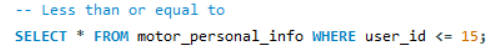 -- Less than or equal to
SELECT * FROM motor_personal_info WHERE user_id <= 15;